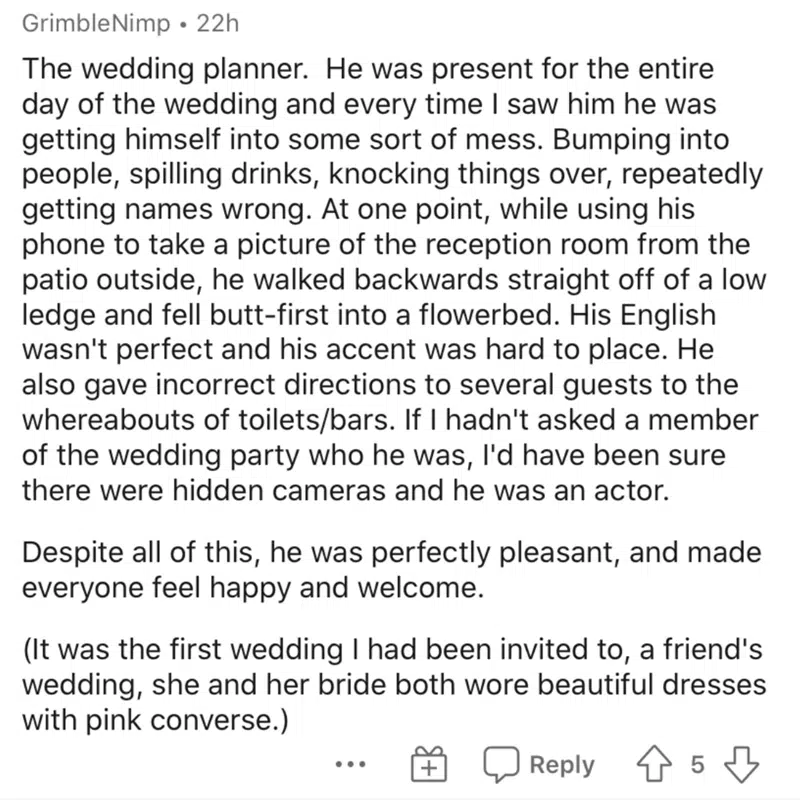 GrimbleNimp • 22h
The wedding planner.  He was present for the entire
day of the wedding and every time I saw him he was
getting himself into some sort of mess. Bumping into
people, spilling drinks, knocking things over, repeatedly
getting names wrong. At one point, while using his
phone to take a picture of the reception room from the
patio outside, he walked backwards straight off of a low
ledge and fell butt-first into a flowerbed. His English
wasn't perfect and his accent was hard to place. He
also gave incorrect directions to several guests to the
whereabouts of toilets/bars. If I hadn't asked a member
of the wedding party who he was, I'd have been sure
there were hidden cameras and he was an actor.
Despite all of this, he was perfectly pleasant, and made
everyone feel happy and welcome.
(It was the first wedding I had been invited to, a friend's
wedding, she and her bride both wore beautiful dresses
with pink converse.)
... Reply 5